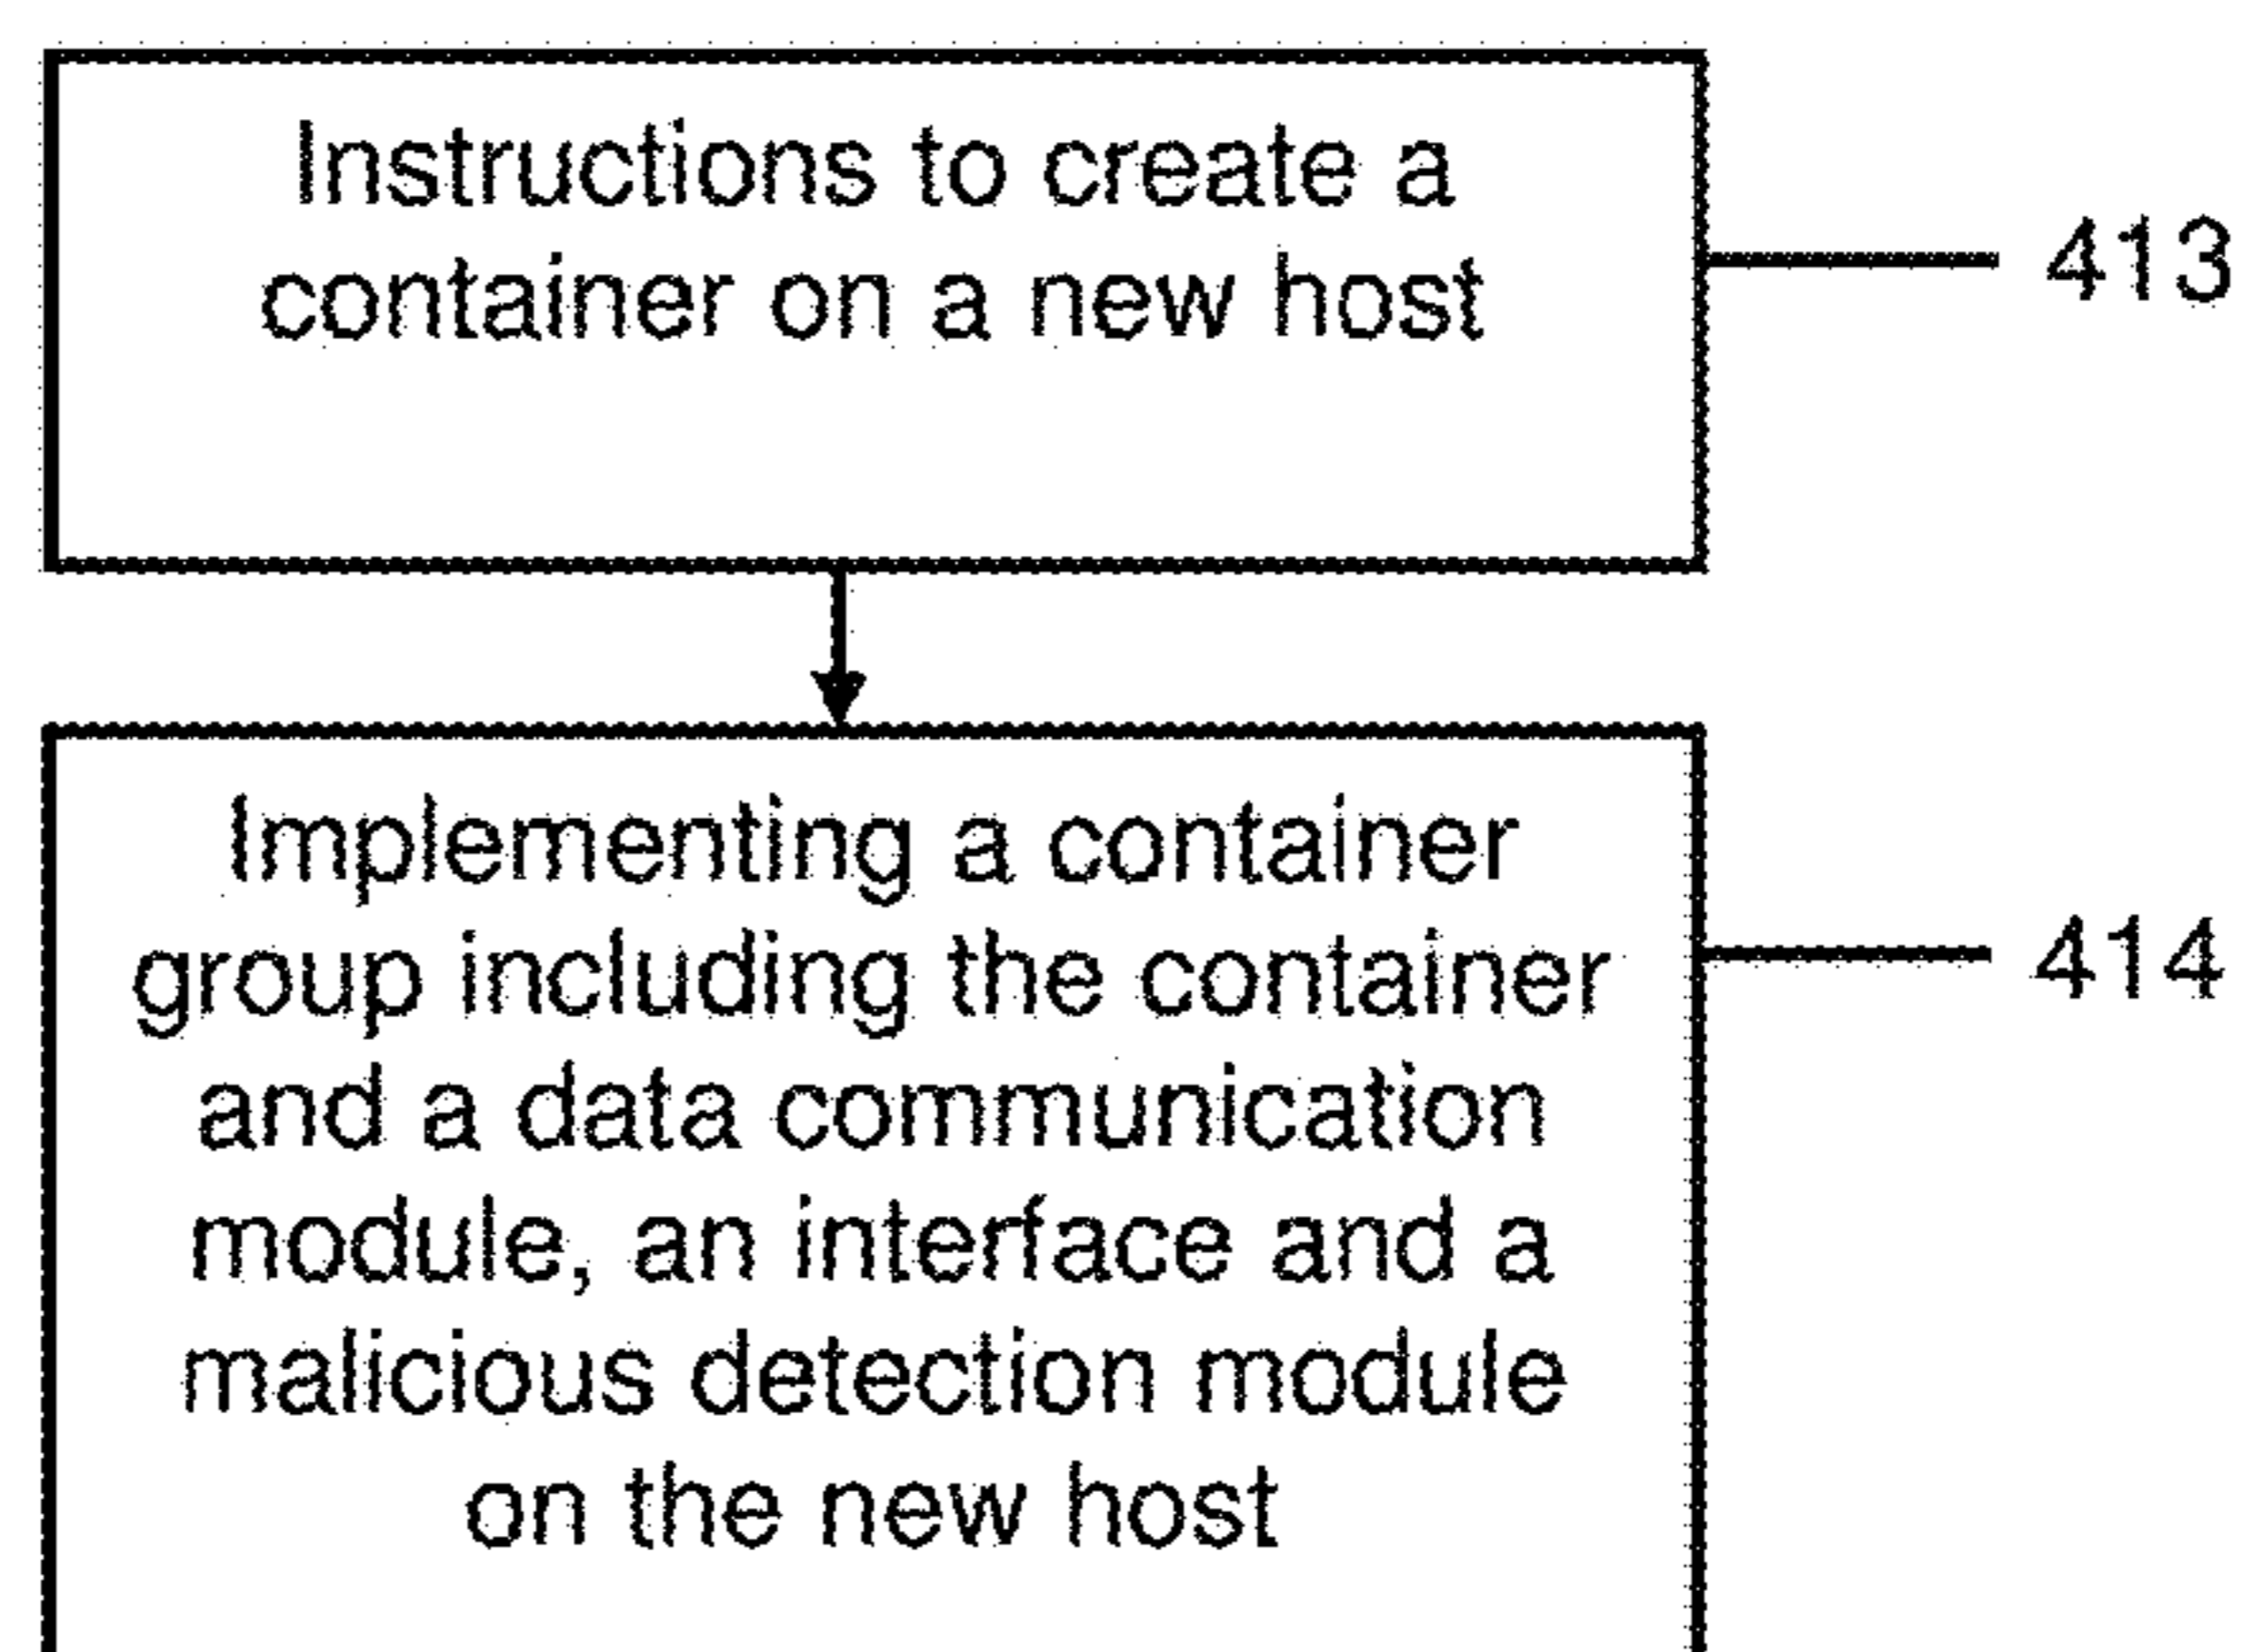 Instructions to create a
container on a new host
413
Implementing a container
group including the container
and a data communication
module, an interface and a
malicious detection module
on the new host
414